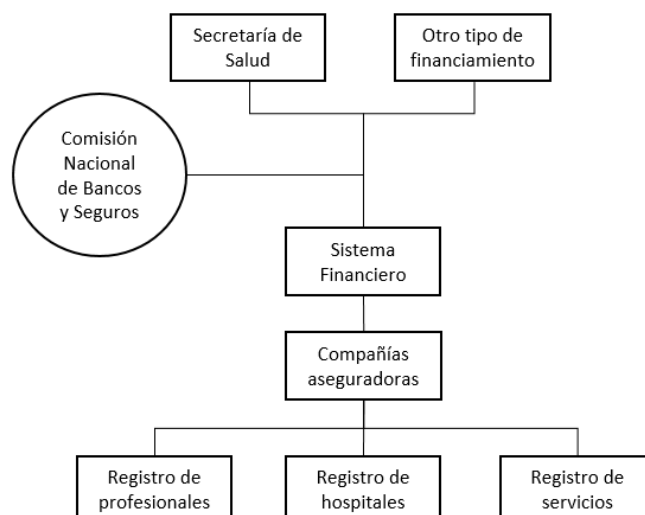 Secretaría de
Salud
Otro tipo de
financiamiento
Comisión
Nacional
de Bancos
y Seguros
Sistema
Financiero
Compañías
aseguradoras
Registro de
profesionales
Registro de
hospitales
Registro de
servicios